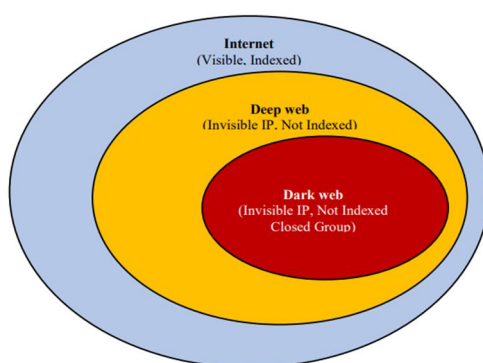 Internet
(Visible, Indexed)
Deep web
(Invisible IP, Not Indexed)
Dark web
(Invisible IP, Not Indexed
Closed Group)